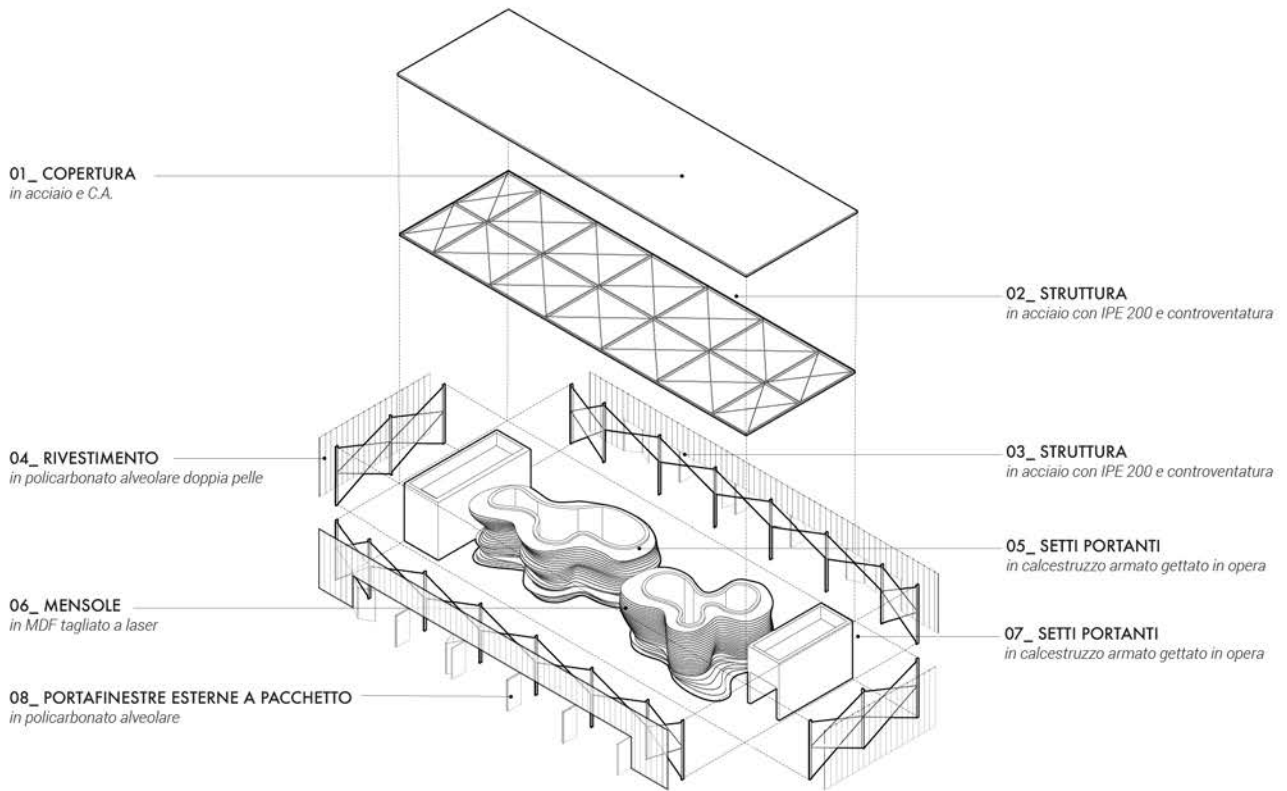 01_ COPERTURA
in acciaio e C.A.
02_ STRUTTURA
in acciaio con IPE 200 e controventatura
03_ STRUTTURA
in acciaio con IPE 200 e controventatura
04_ RIVESTIMENTO
in policarbonato alveolare doppia pelle
05_ SETTI PORTANTI
in calcestruzzo armato gettato in opera
06_ MENSOLE
in MDF tagliato a laser
07_ SETTI PORTANTI
in calcestruzzo armato gettato in opera
08_ PORTAFINESTRE ESTERNE A PACCHETTO
in policarbonato alveolare